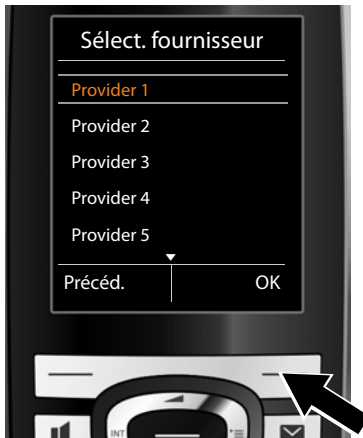 Sélect. fournisseur
Provider 1
Provider 2
Provider 3
Provider 4
Provider 5
Précéd. OK
INT